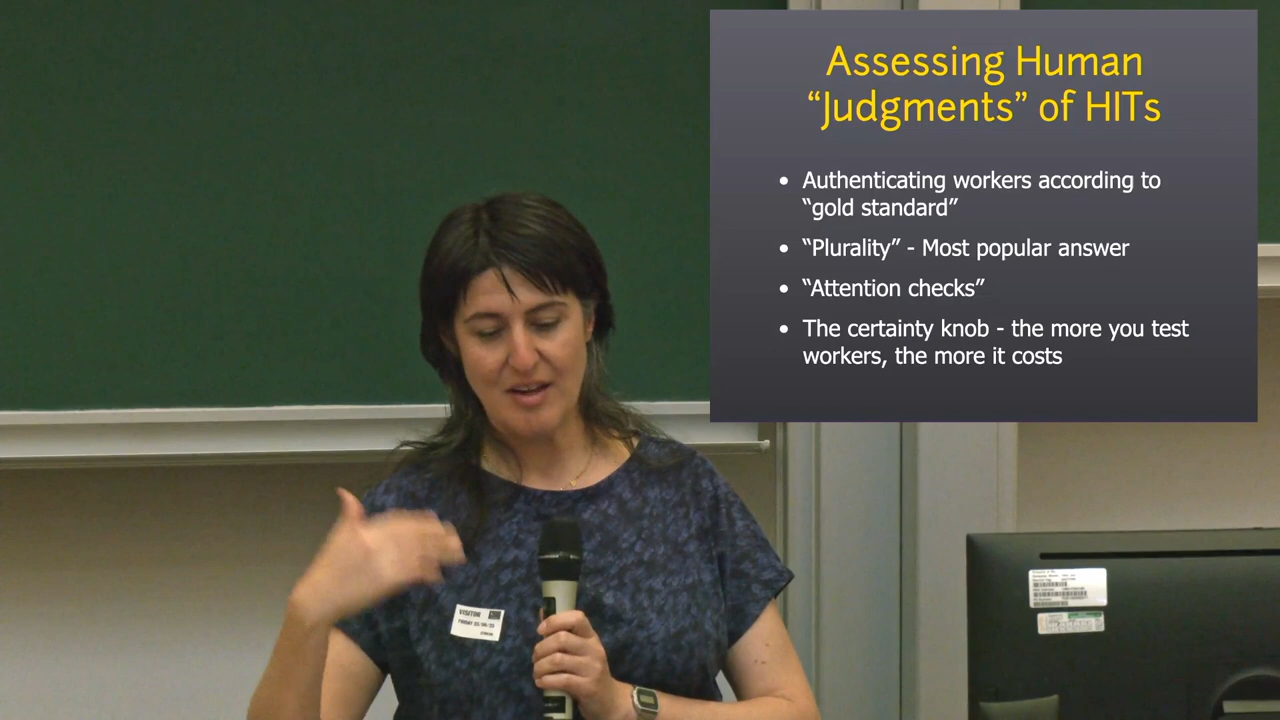 Assessing Human
“Judgments” of HITs
• Authenticating workers according to
“gold standard”
• “Plurality” - Most popular answer
• “Attention checks”
• The certainty knob - the more you test
workers, the more it costs
VISITOR